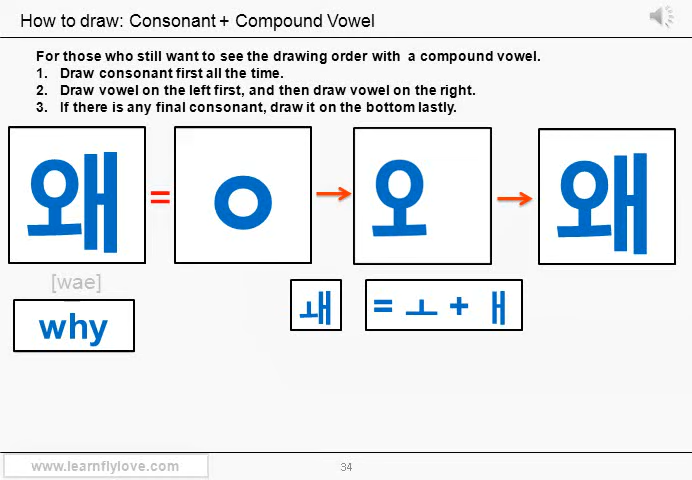 How to draw: Consonant + Compound Vowel
For those who still want to see the drawing order with a compound vowel.
1. Draw consonant first all the time.
2. Draw vowel on the left first, and then draw vowel on the right.
3. If there is any final consonant, draw it on the bottom lastly.
왜 = ㅇ → 오 → 왜
[wae]
why
ㅙ = ㅗ + ㅐ
www.learnflylove.com
34